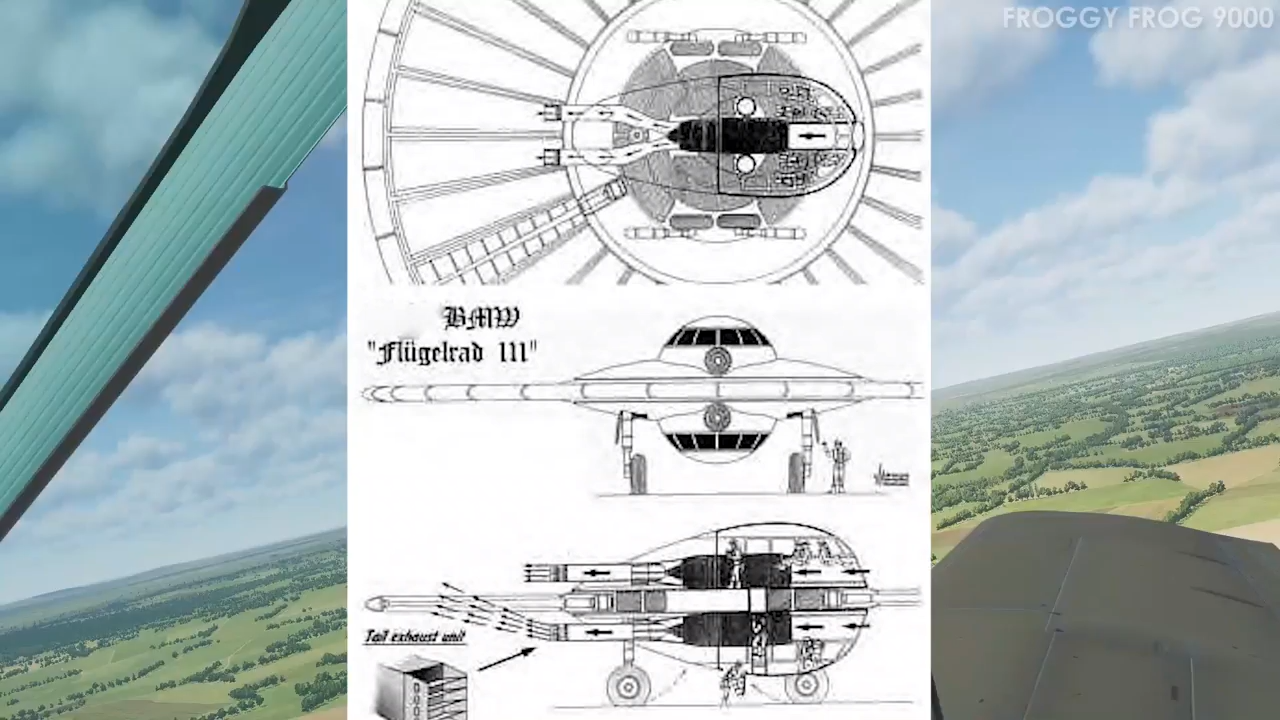 FROGGY FROG 9000
BMW
"Flügelrad III"
Tail exhaust unit